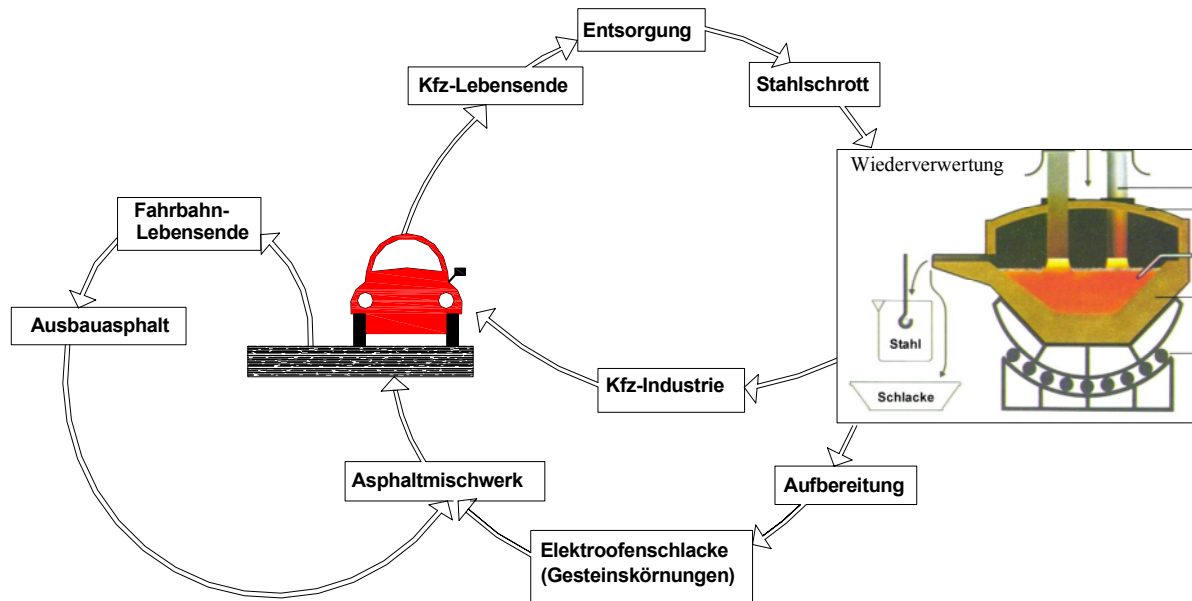 Entsorgung
Kfz-Lebensende
Stahlschrott
Wiederverwertung
Fahrbahn-
Lebensende
Ausbauasphalt
Stahl
Kfz-Industrie
Schlacke
Asphaltmischwerk
Aufbereitung
Elektroofenschlacke
(Gesteinskörnungen)